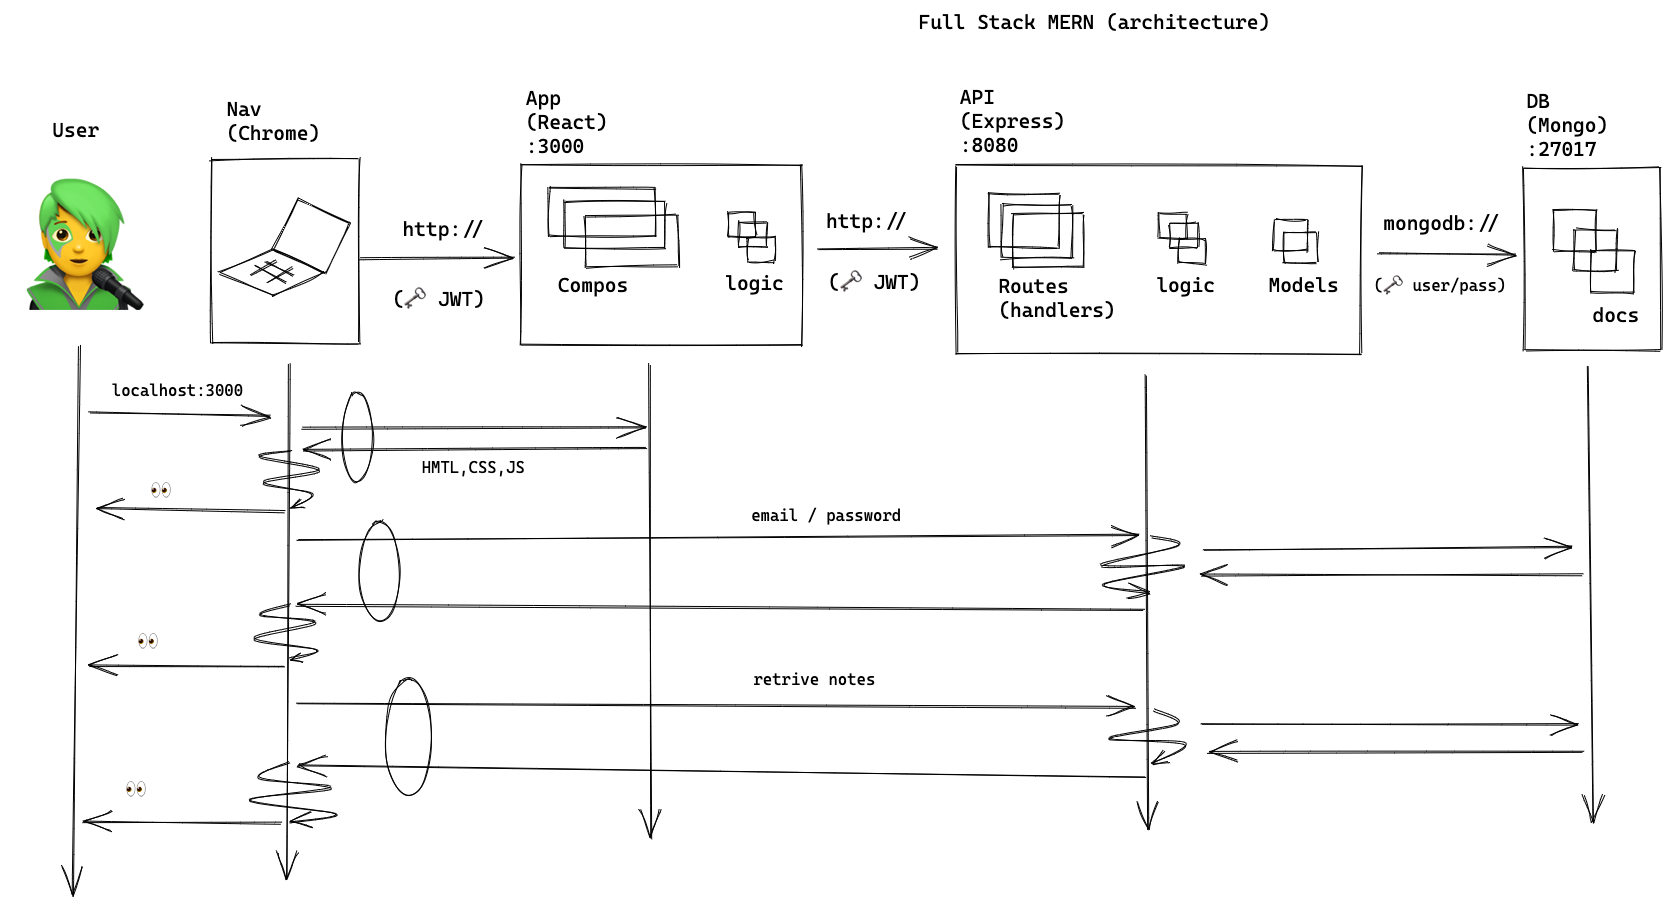 Full Stack MERN (architecture)
User
Nav
(Chrome)
App
(React)
:3000
API
(Express)
:8080
DB
(Mongo)
:27017
http://
(JWT)
Compos
logic
http://
(JWT)
Routes
(handlers)
logic
Models
mongodb://
(user/pass)
docs
localhost:3000
HMTL,CSS,JS
email / password
retrive notes